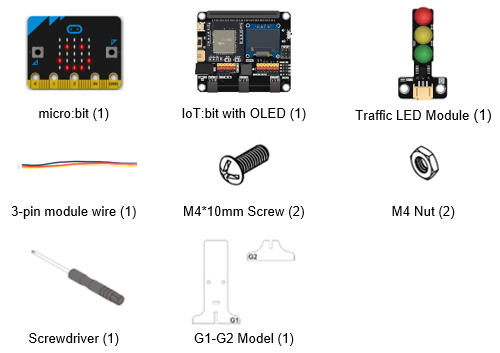 micro:bit (1)
IoT:bit with OLED (1)
Traffic LED Module (1)
3-pin module wire (1)
M4*10mm Screw (2)
M4 Nut (2)
G2
G1
Screwdriver (1)
G1-G2 Model (1)